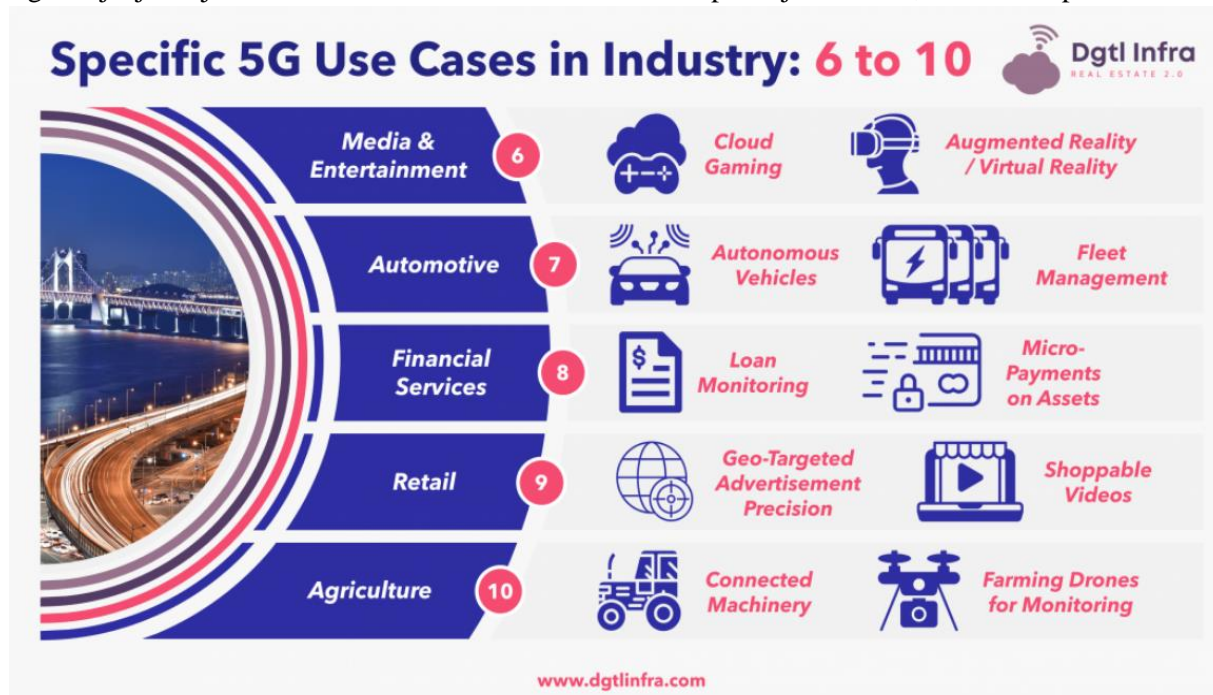 Specific 5G Use Cases in Industry: 6 to 10
Dgtl Infra
REAL ESTATE 2.0
Media &
Entertainment
6
Cloud
Gaming
Augmented Reality
/ Virtual Reality
Automotive
7
Autonomous
Vehicles
Fleet
Management
Financial
Services
8
$
Loan
Monitoring
Micro-
Payments
on Assets
Retail
9
Geo-Targeted
Advertisement
Precision
Shoppable
Videos
Agriculture
10
Connected
Machinery
Farming Drones
for Monitoring
www.dgtlinfra.com